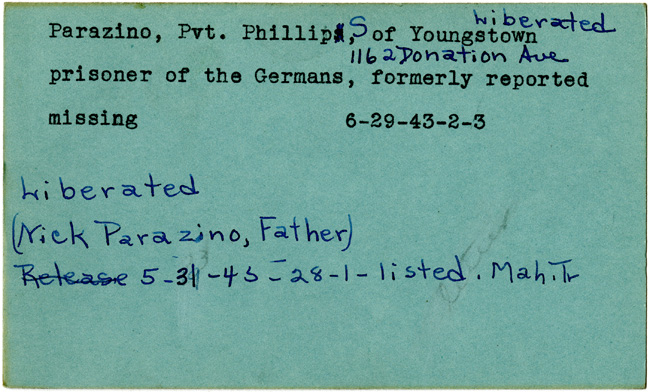 Liberated
Parazino, Pvt. Phillip, S of Youngstown
1162 Donation Ave
prisoner of the Germans, formerly reported
missing 6-29-43-2-3
Liberated
(Nick Parazino, Father)
Release 5-31-45-28-1-listed. Mah. Tr